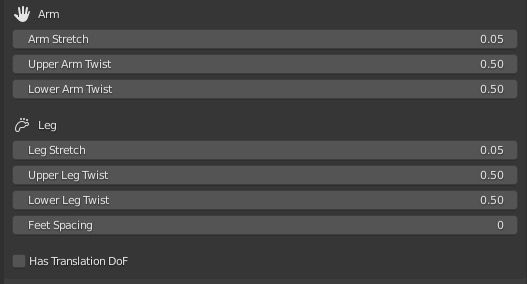 Arm
Arm Stretch 0.05
Upper Arm Twist 0.50
Lower Arm Twist 0.50
Leg
Leg Stretch 0.05
Upper Leg Twist 0.50
Lower Leg Twist 0.50
Feet Spacing 0
Has Translation DoF